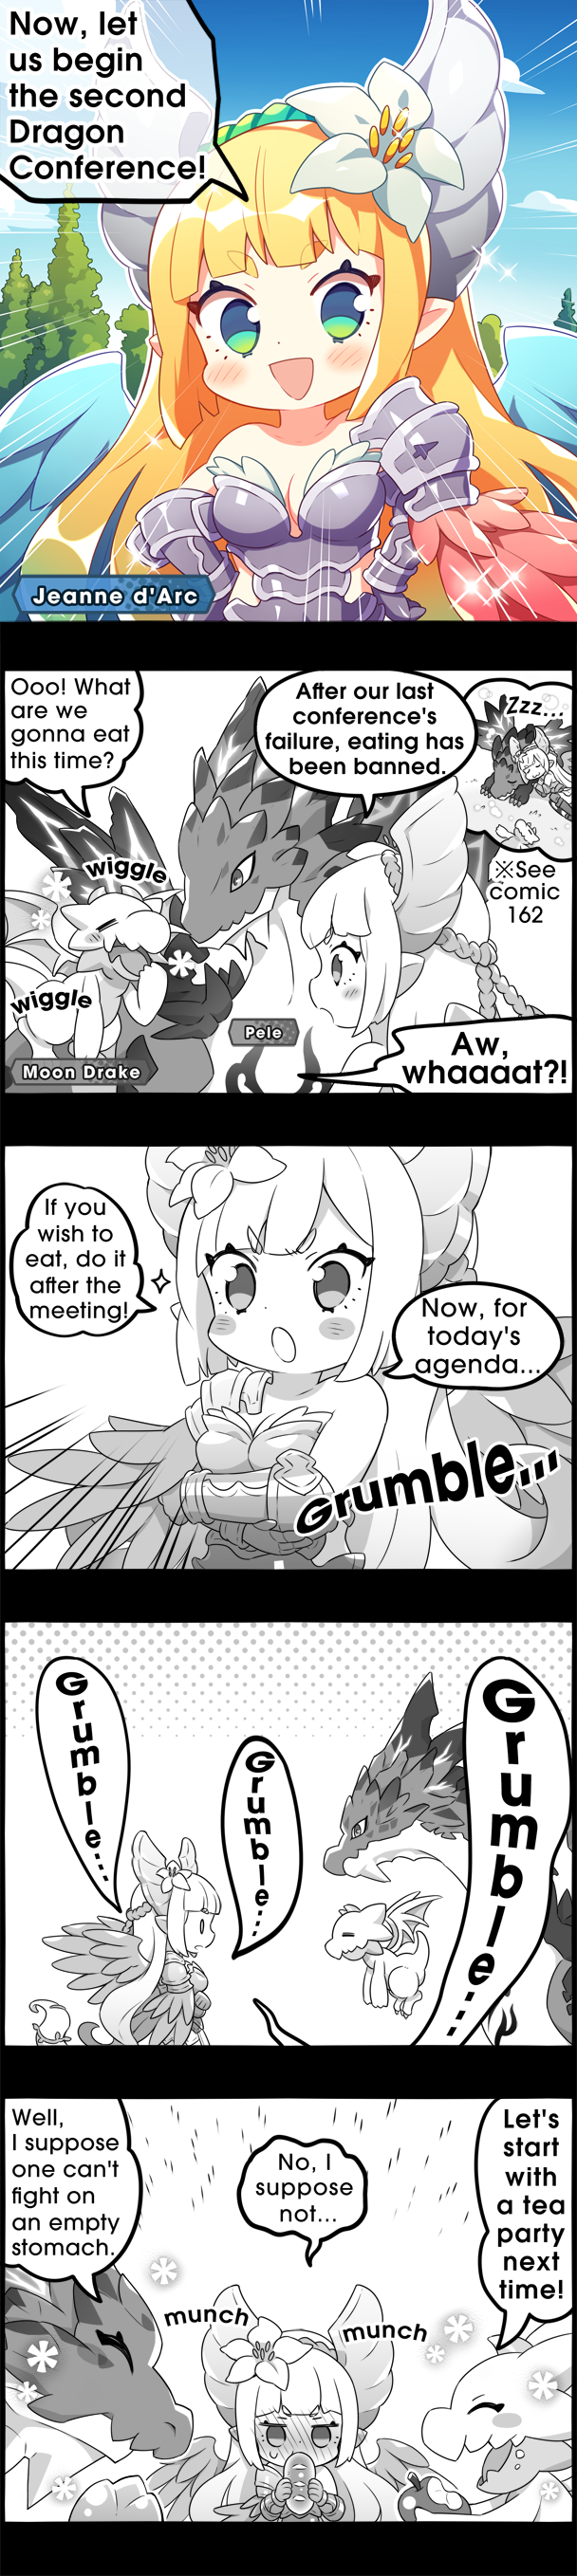 Now, let
us begin
the second
Dragon
Conference!
Jeanne d'Arc
Ooo! What
are we
gonna eat
this time?
After our last
conference's
failure, eating has
been banned.
Zzz...
※See
comic
162
wiggle
wiggle
Pele
Moon Drake
Aw,
whaaaat?!
If you
wish to
eat, do it
after the
meeting!
Now, for
today's
agenda...
Grumble...
Grumble...
Grumble...
Grumble...
Well,
I suppose
one can't
fight on
an empty
stomach.
No, I
suppose
not...
Let's
start
with
a tea
party
next
time!
munch
munch